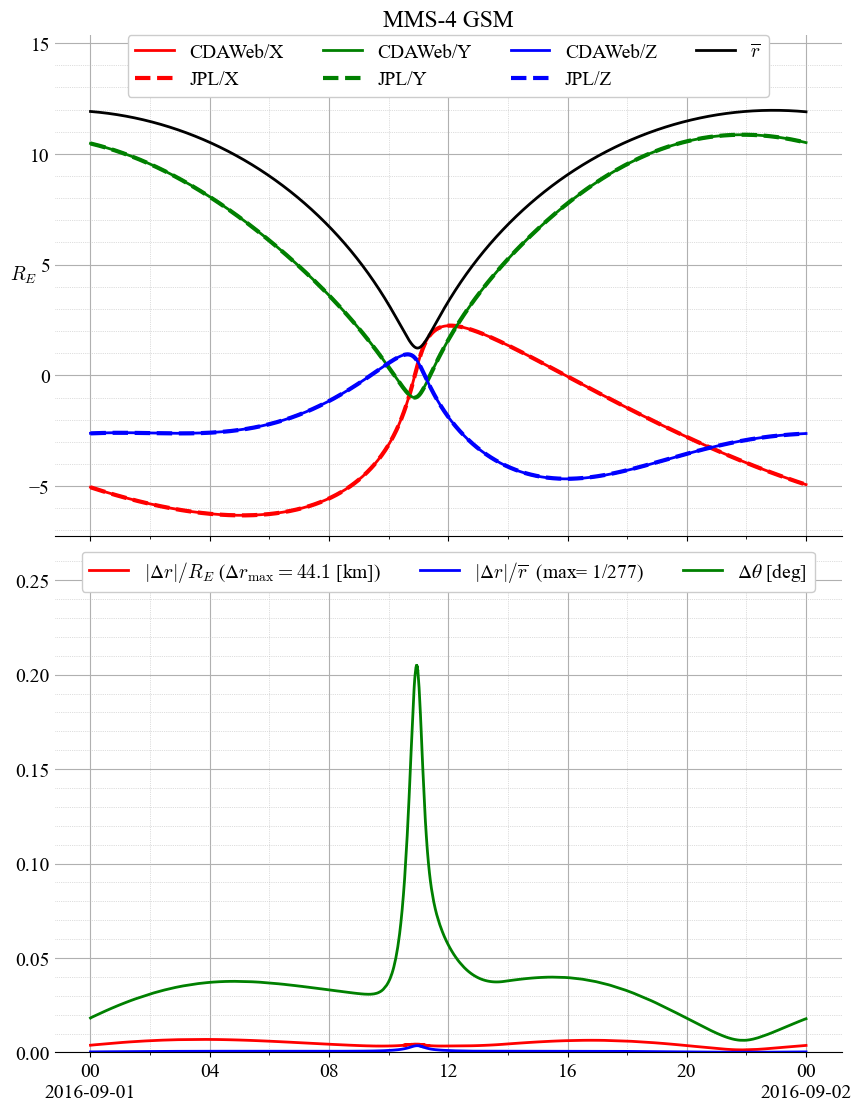 MMS-4 GSM
CDAWeb/X CDAWeb/Y CDAWeb/Z r̅
JPL/X JPL/Y JPL/Z
15
10
5
0
−5
R_E
|Δr|/R_E (Δr_max = 44.1 [km]) |Δr|/r̅ (max= 1/277) Δθ [deg]
0.25
0.20
0.15
0.10
0.05
0.00
00 04 08 12 16 20 00
2016-09-01 2016-09-02